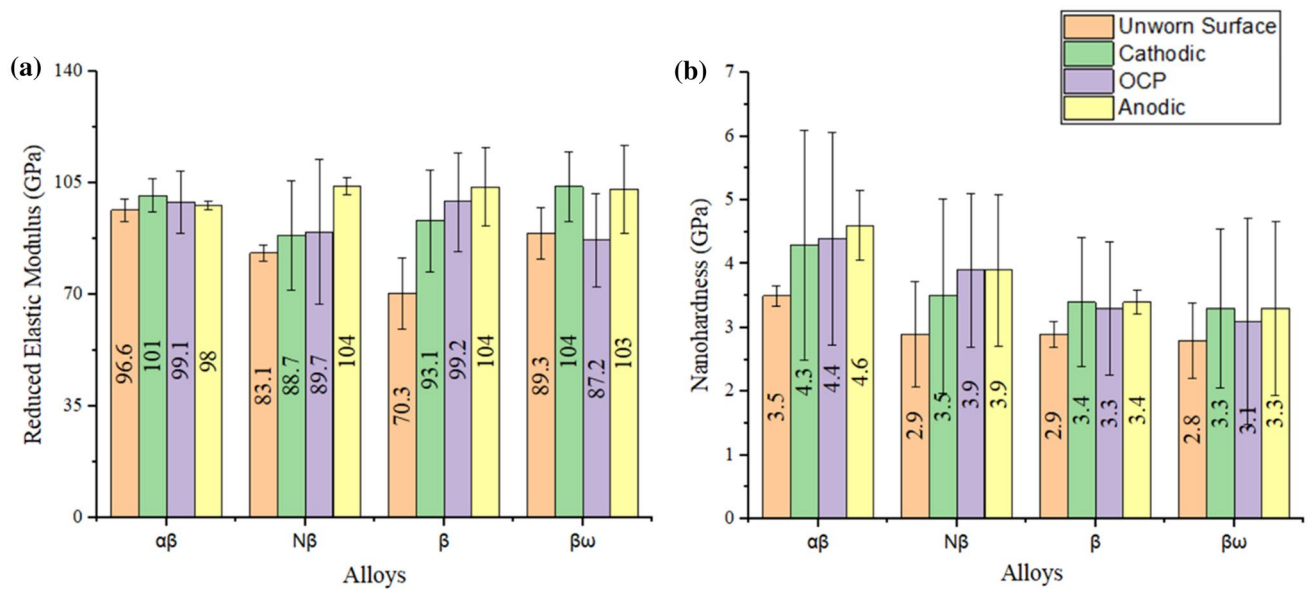 (a)
140
105
70
35
0
Reduced Elastic Modulus (GPa)
96.6
101
99.1
98
83.1
88.7
89.7
104
70.3
93.1
99.2
104
89.3
104
87.2
103
αβ
Nβ
β
βω
Alloys
Unworn Surface
Cathodic
OCP
Anodic
(b)
7
6
5
4
3
2
1
0
Nanohardness (GPa)
3.5
4.3
4.4
4.6
2.9
3.5
3.9
3.9
2.9
3.4
3.3
3.4
2.8
3.3
3.1
3.3
αβ
Nβ
β
βω
Alloys